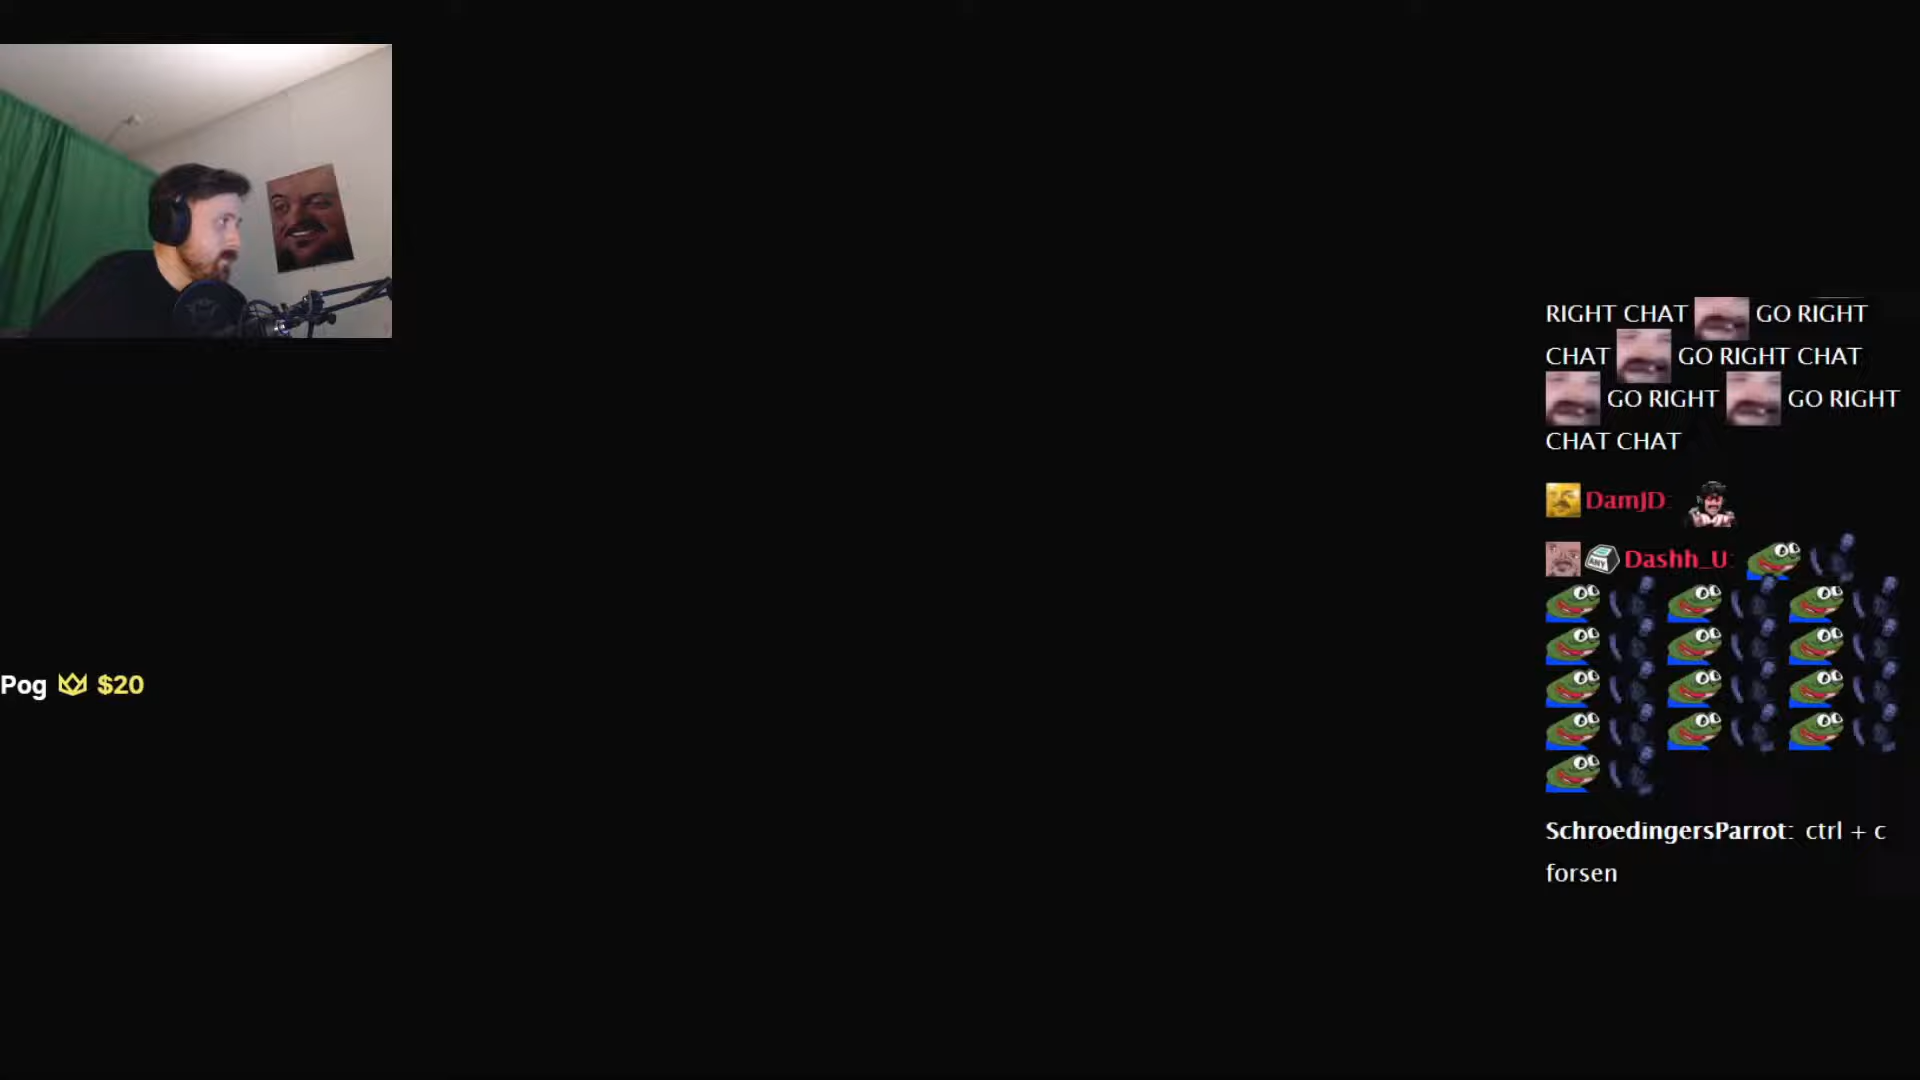 RIGHT CHAT GO RIGHT
CHAT GO RIGHT CHAT
GO RIGHT GO RIGHT
CHAT CHAT
DamJD:
ANY Dashh_U:
Pog $20
SchroedingersParrot: ctrl + c
forsen